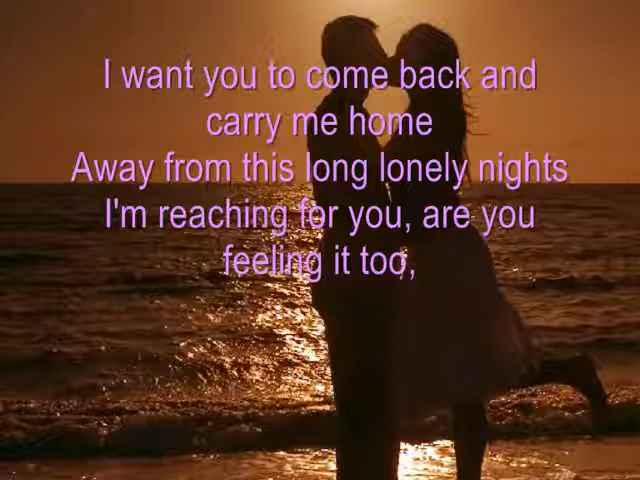 I want you to come back and
carry me home
Away from this long lonely nights
I'm reaching for you, are you
feeling it too,